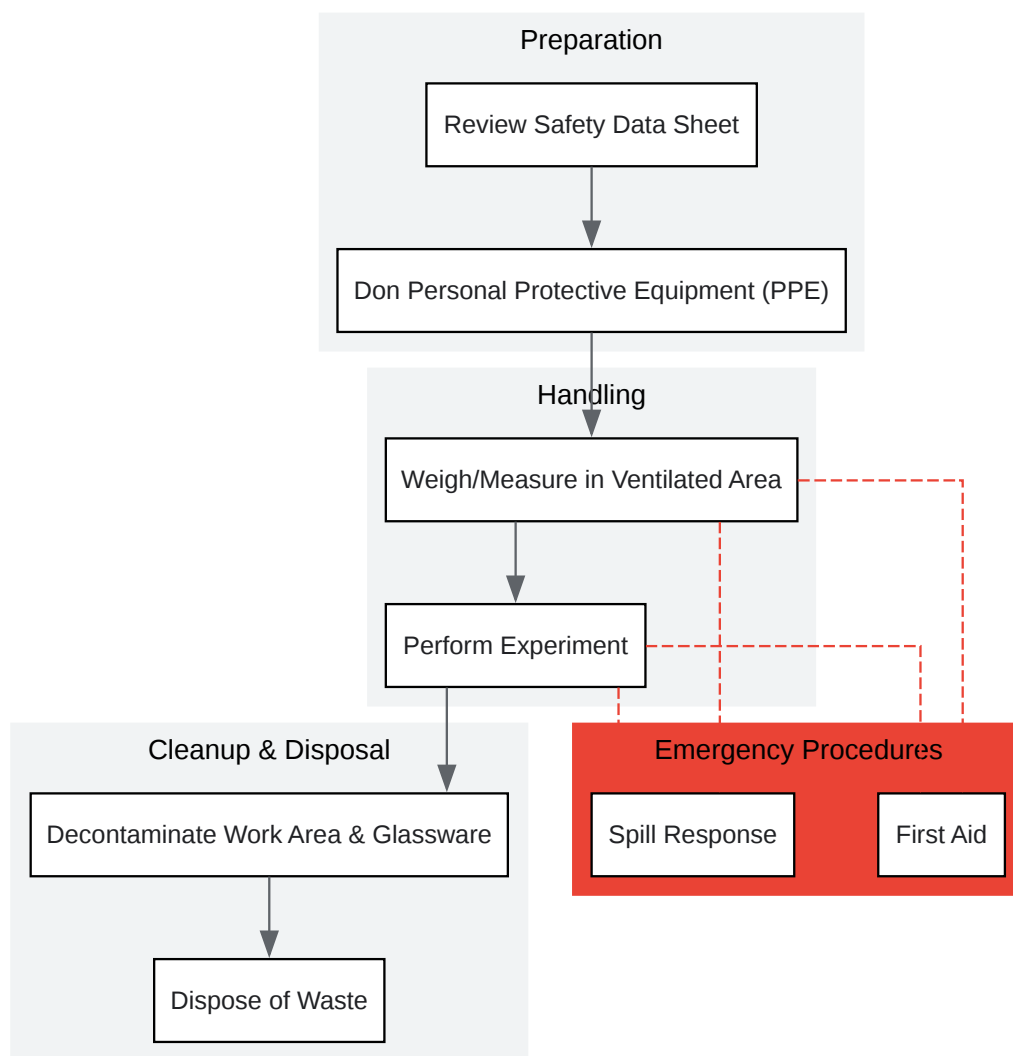 Preparation
Review Safety Data Sheet
Don Personal Protective Equipment (PPE)
Handling
Weigh/Measure in Ventilated Area
Perform Experiment
Cleanup & Disposal
Decontaminate Work Area & Glassware
Dispose of Waste
Emergency Procedures
Spill Response
First Aid